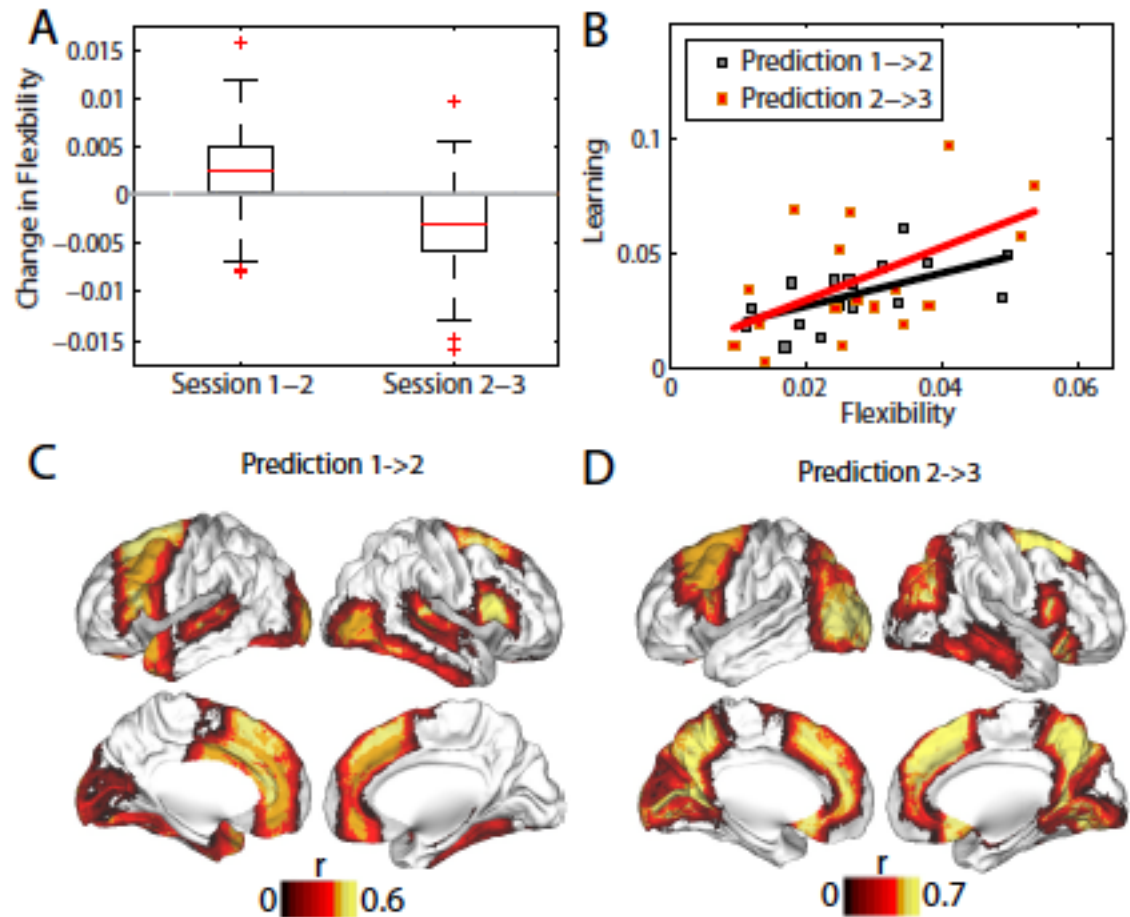 A
Change in Flexibility
0.015
0.01
0.005
0
−0.005
−0.01
−0.015
Session 1−2
Session 2−3
B
Prediction 1−>2
Prediction 2−>3
Learning
0.1
0.05
0
0
0.02
0.04
0.06
Flexibility
C
Prediction 1->2
r
0
0.6
D
Prediction 2->3
r
0
0.7